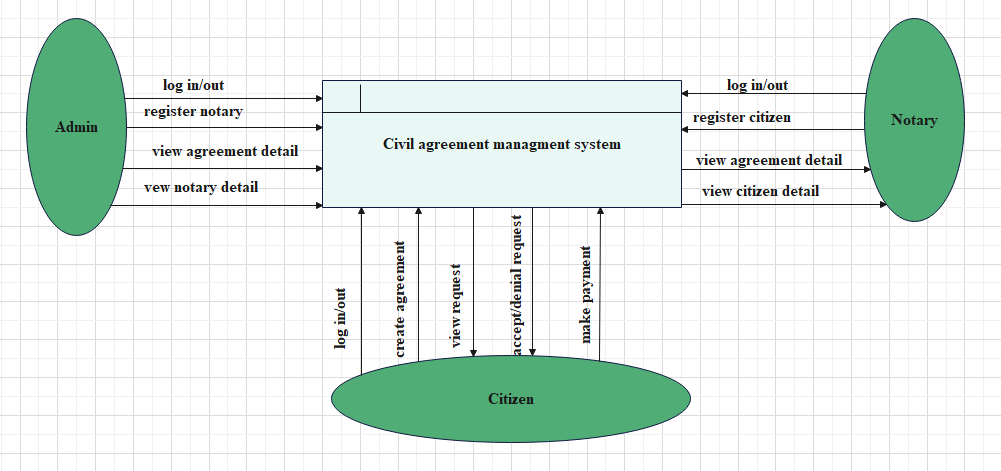 log in/out
register notary
Admin
view agreement detail
vew notary detail
Civil agreement managment system
log in/out
register citizen
Notary
view agreement detail
view citizen detail
log in/out
create agreement
view request
accept/denial request
make payment
Citizen